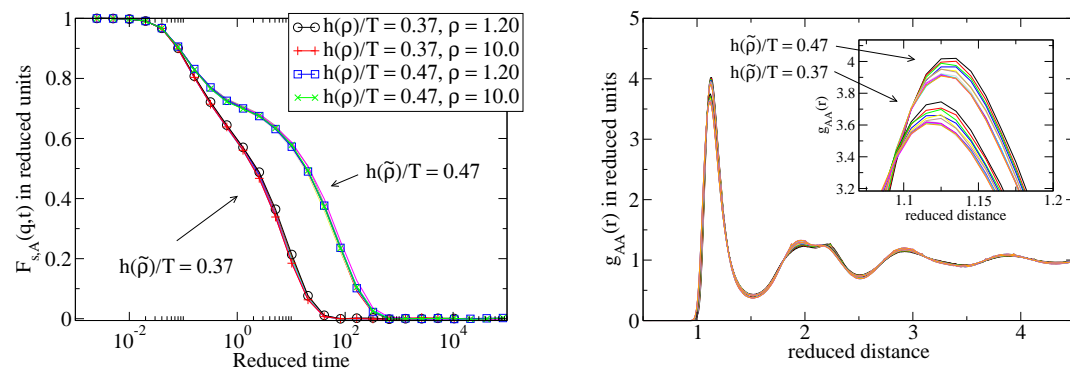 h(ρ)/T = 0.37, ρ = 1.20
h(ρ)/T = 0.37, ρ = 10.0
h(ρ)/T = 0.47, ρ = 1.20
h(ρ)/T = 0.47, ρ = 10.0
h(ρ̃)/T = 0.47
h(ρ̃)/T = 0.37
F_{s,A}(q,t) in reduced units
1
0.8
0.6
0.4
0.2
0
10^{-2} 10^{0} 10^{2} 10^{4}
Reduced time
h(ρ̃)/T = 0.47
h(ρ̃)/T = 0.37
g_{AA}(r)
4
3.8
3.6
3.4
3.2
1.1 1.15 1.2
reduced distance
g_{AA}(r) in reduced units
5
4
3
2
1
0
0 1 2 3 4
reduced distance